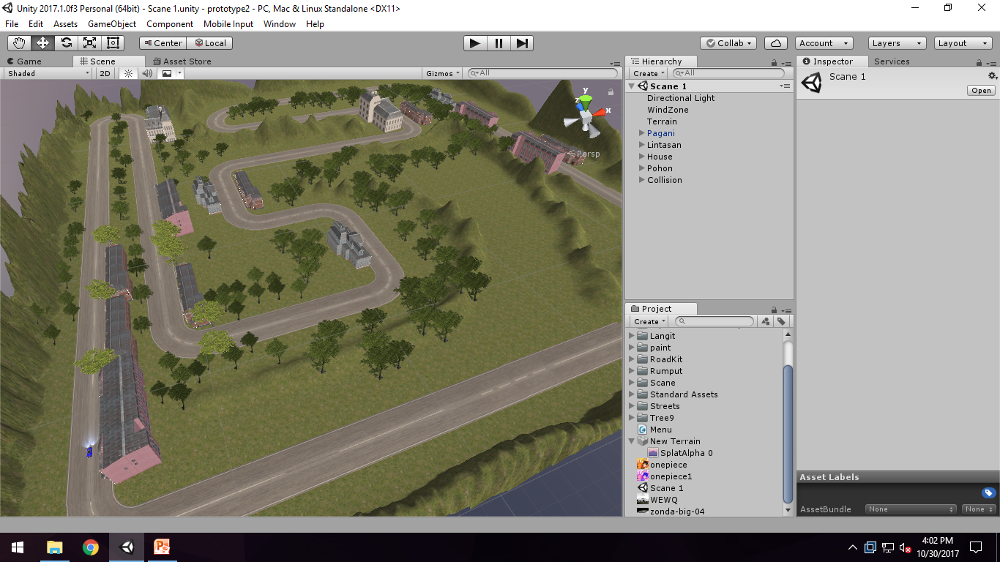 Unity 2017.1.0f3 Personal (64bit) - Scane 1.unity - prototype2 - PC, Mac & Linux Standalone <DX11>
File Edit Assets GameObject Component Mobile Input Window Help
Center Local Collab Account Layers Layout
Game Scene Asset Store
Shaded 2D Gizmos All
y
z
x
Persp
Hierarchy
Create All
Scane 1
Directional Light
WindZone
Terrain
Pagani
Lintasan
House
Pohon
Collision
Project
Create
Langit
paint
RoadKit
Rumput
Scane
Standard Assets
Streets
Tree9
Menu
New Terrain
SplatAlpha 0
onepiece
onepiece1
Scane 1
WEWQ
zonda-big-04
Inspector Services
Scane 1
Open
Asset Labels
AssetBundle None None
4:02 PM
10/30/2017